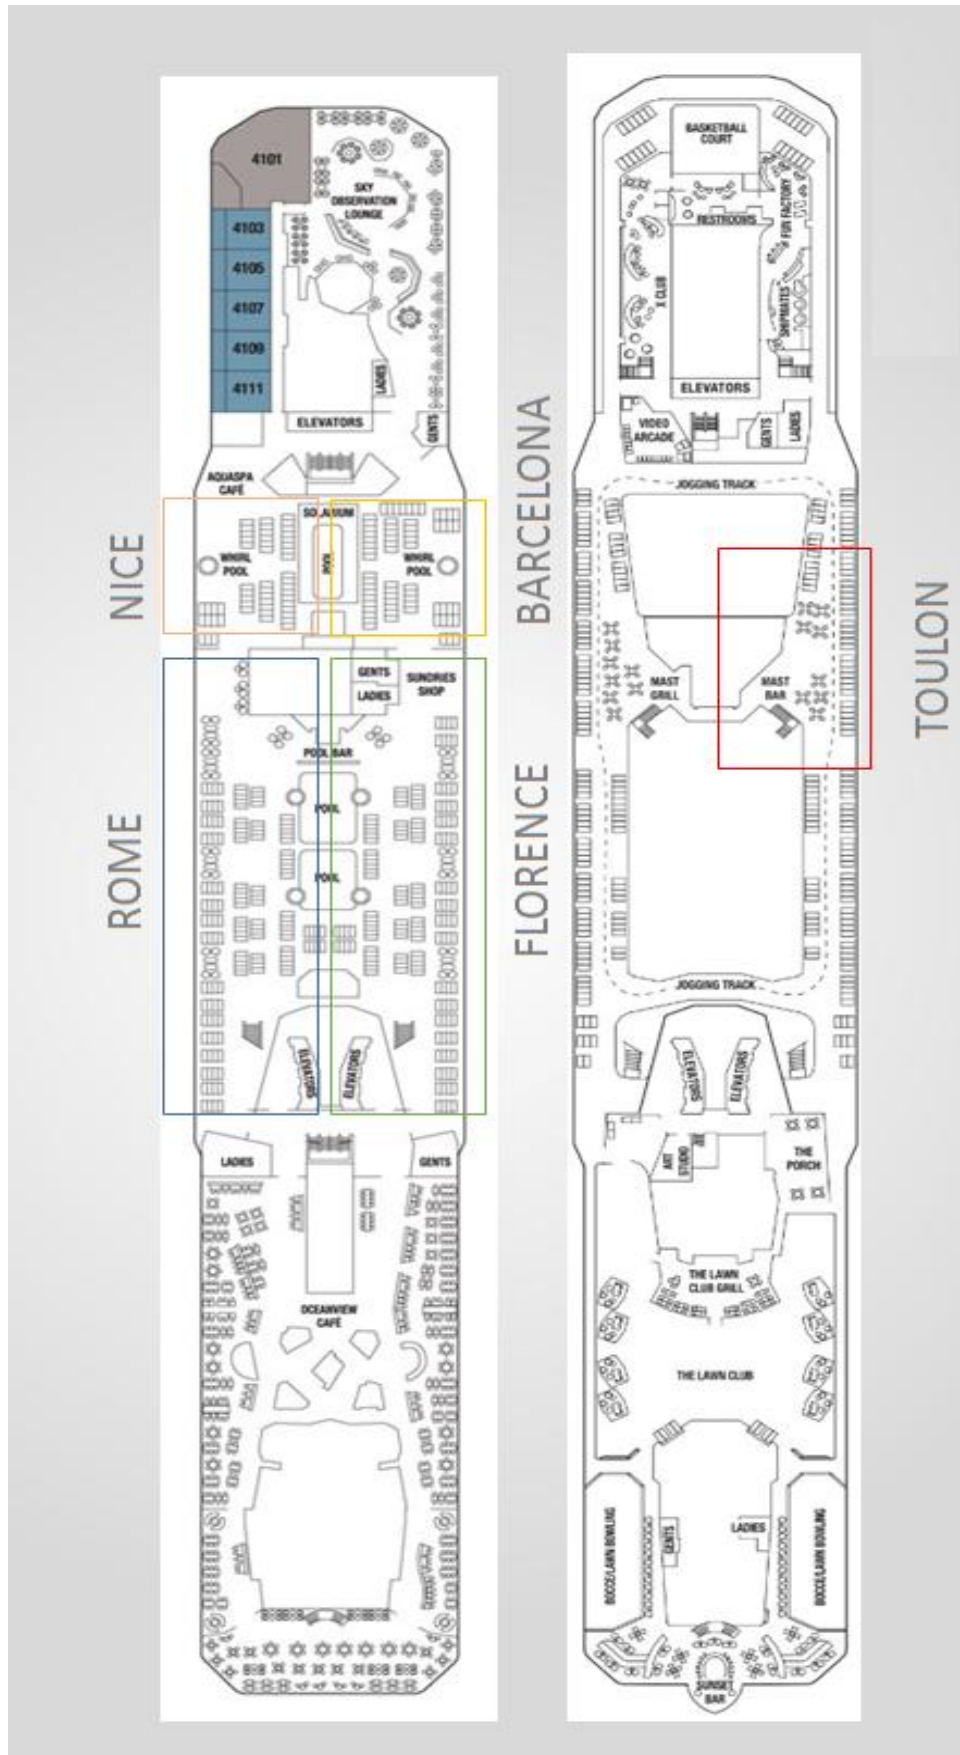 4101
SKY
OBSERVATION
LOUNGE
4103
4105
4107
4109
4111
LADIES
ELEVATORS
GENTS
AQUASPA
CAFÉ
NICE
SOLARIUM
WHIRL
POOL
POOL
WHIRL
POOL
GENTS
LADIES
SUNDRIES
SHOP
POOL BAR
ROME
POOL
POOL
ELEVATORS
ELEVATORS
LADIES
GENTS
OCEANVIEW
CAFÉ
BARCELONA
FLORENCE
BASKETBALL
COURT
RESTROOMS
FUN FACTORY
X CLUB
SHIPMATES
ELEVATORS
VIDEO
ARCADE
GENTS
LADIES
JOGGING TRACK
MAST
GRILL
MAST
BAR
TOULON
JOGGING TRACK
ELEVATORS
ELEVATORS
ART
STUDIO
THE
PORCH
THE LAWN
CLUB GRILL
THE LAWN CLUB
BOCCE/LAWN BOWLING
GENTS
LADIES
BOCCE/LAWN BOWLING
SUNSET
BAR